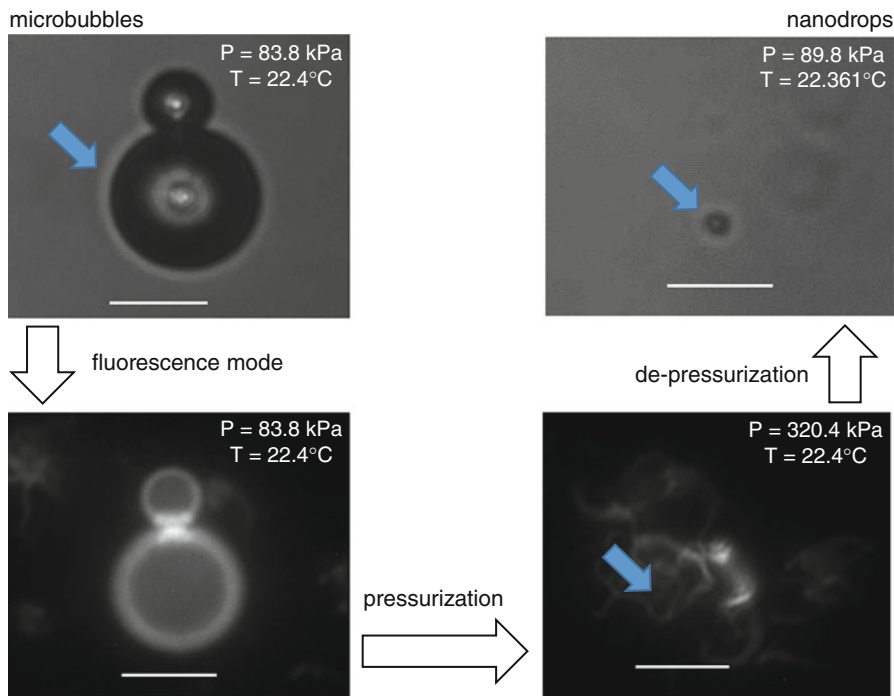 microbubbles
nanodrops
P = 83.8 kPa
T = 22.4°C
P = 89.8 kPa
T = 22.361°C
fluorescence mode
de-pressurization
P = 83.8 kPa
T = 22.4°C
P = 320.4 kPa
T = 22.4°C
pressurization